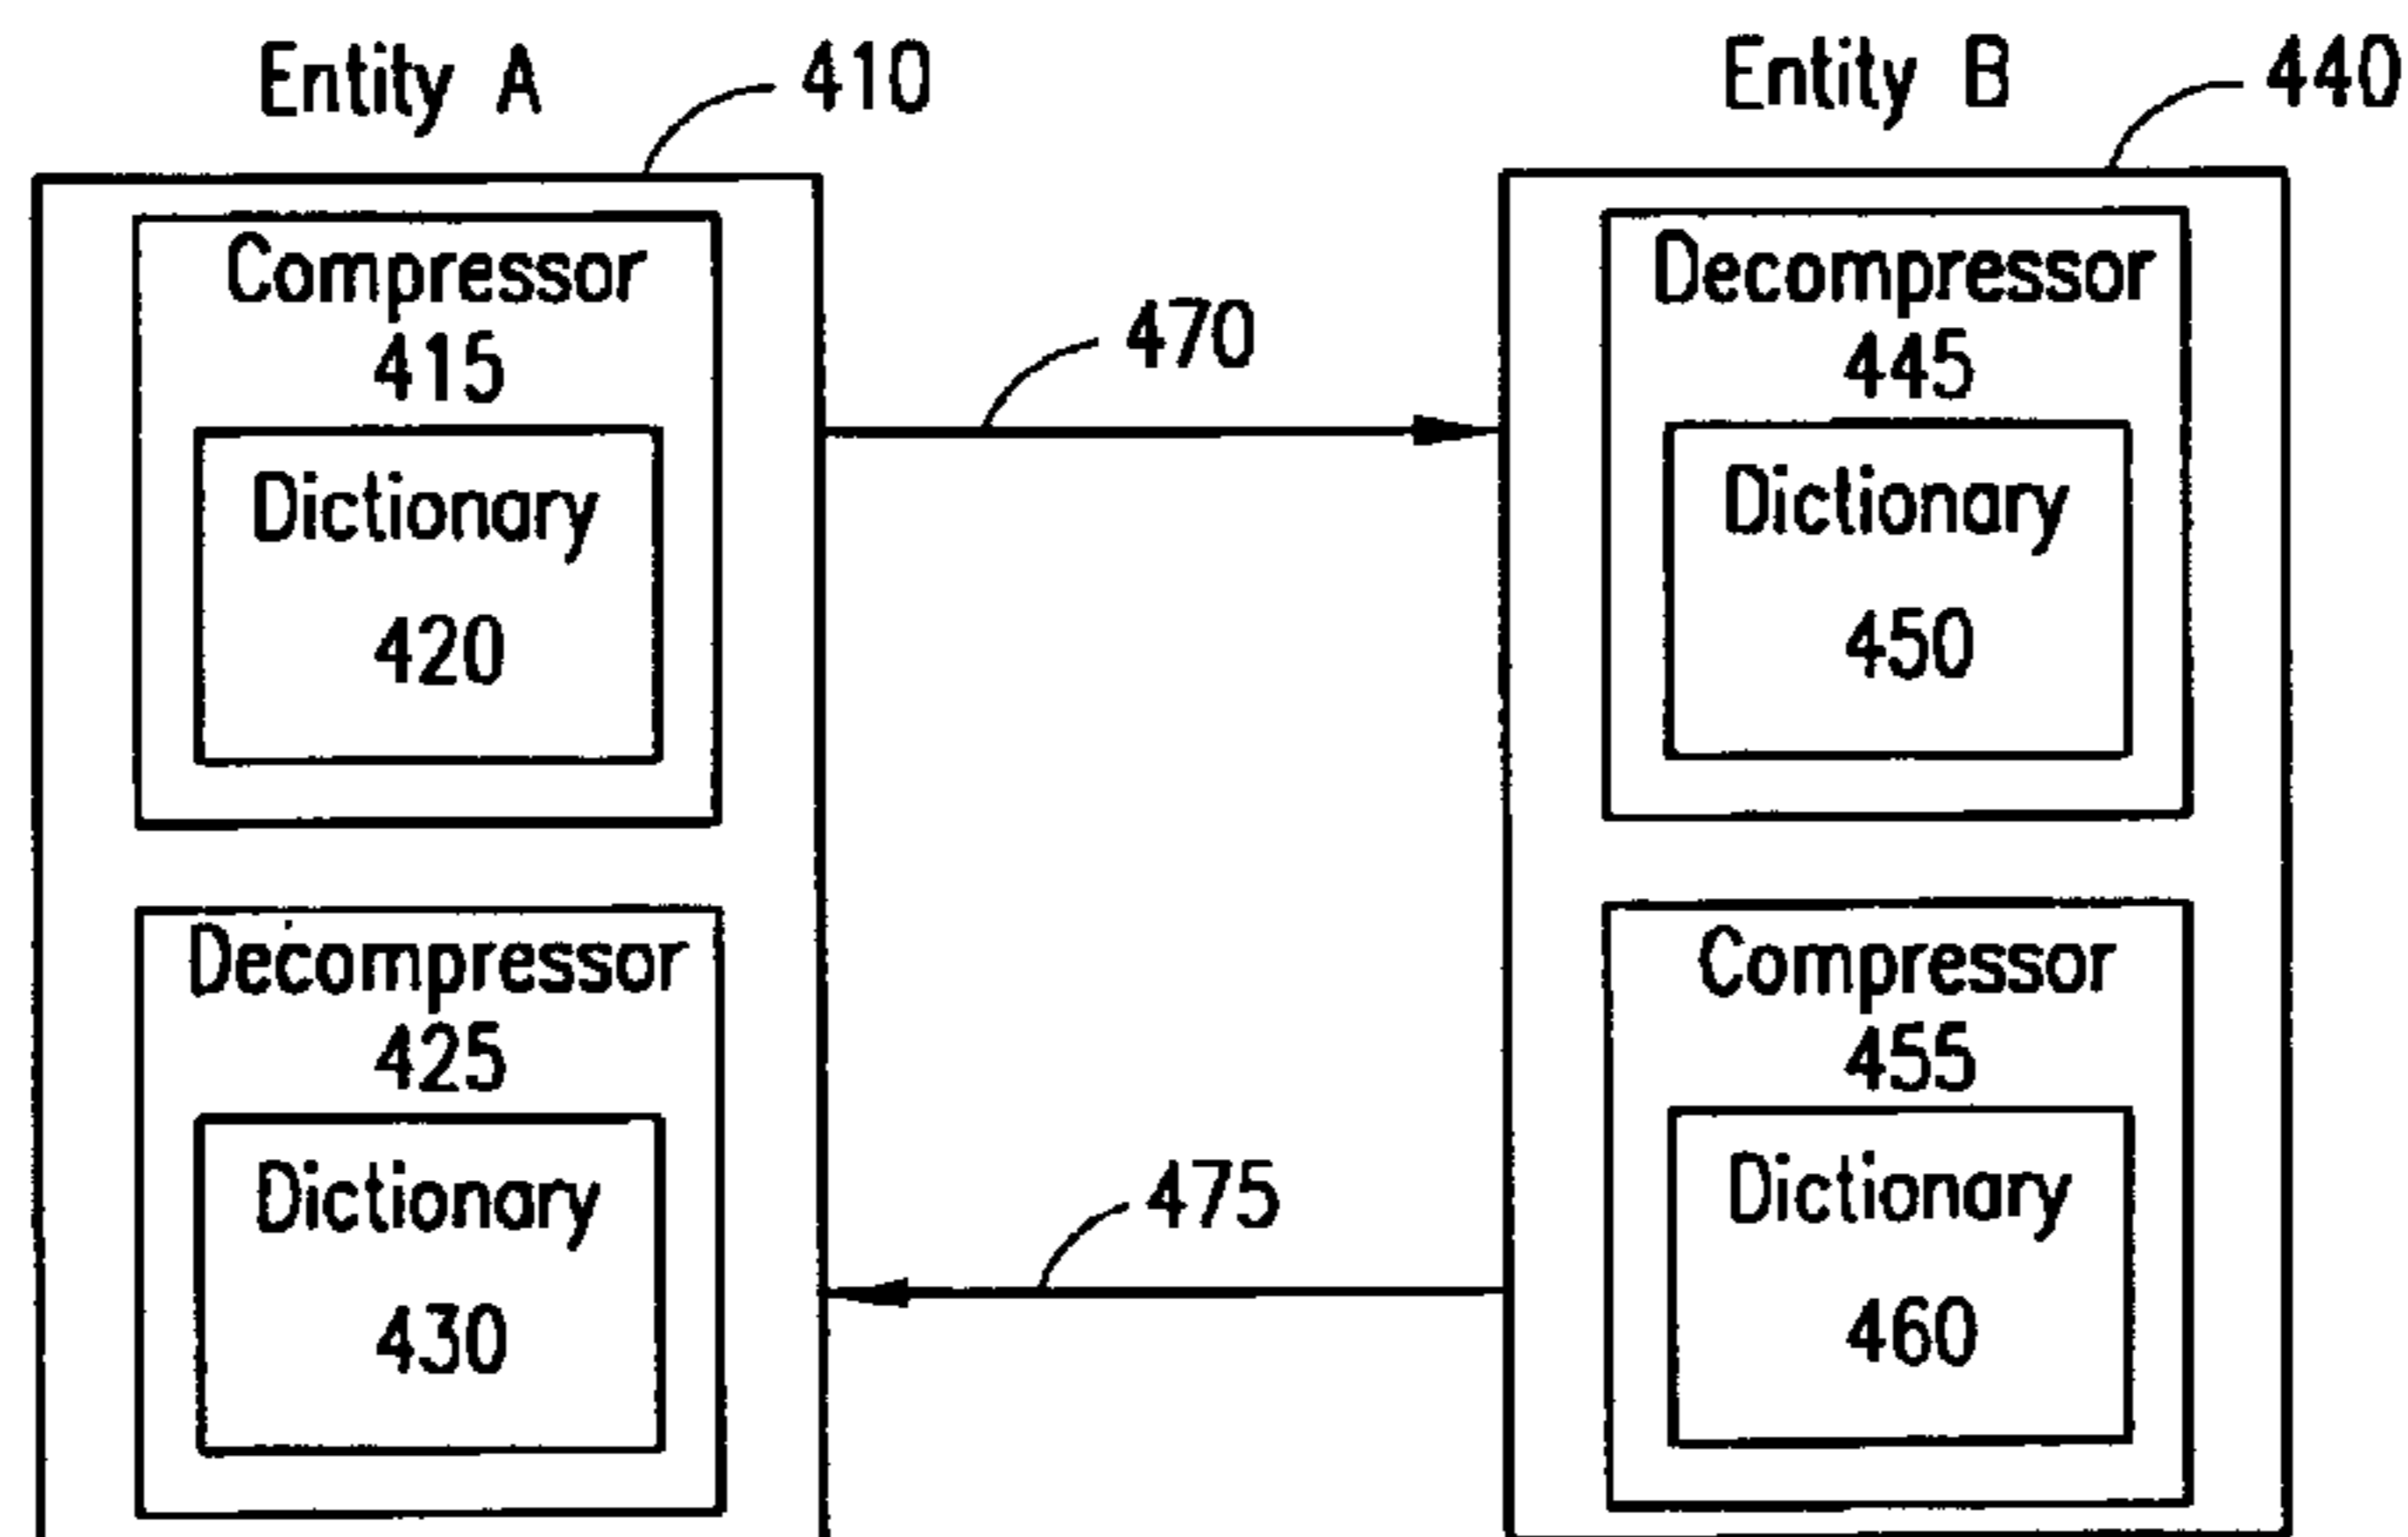 Entity A
410
Compressor
415
Dictionary
420
Decompressor
425
Dictionary
430
470
475
Entity B
440
Decompressor
445
Dictionary
450
Compressor
455
Dictionary
460